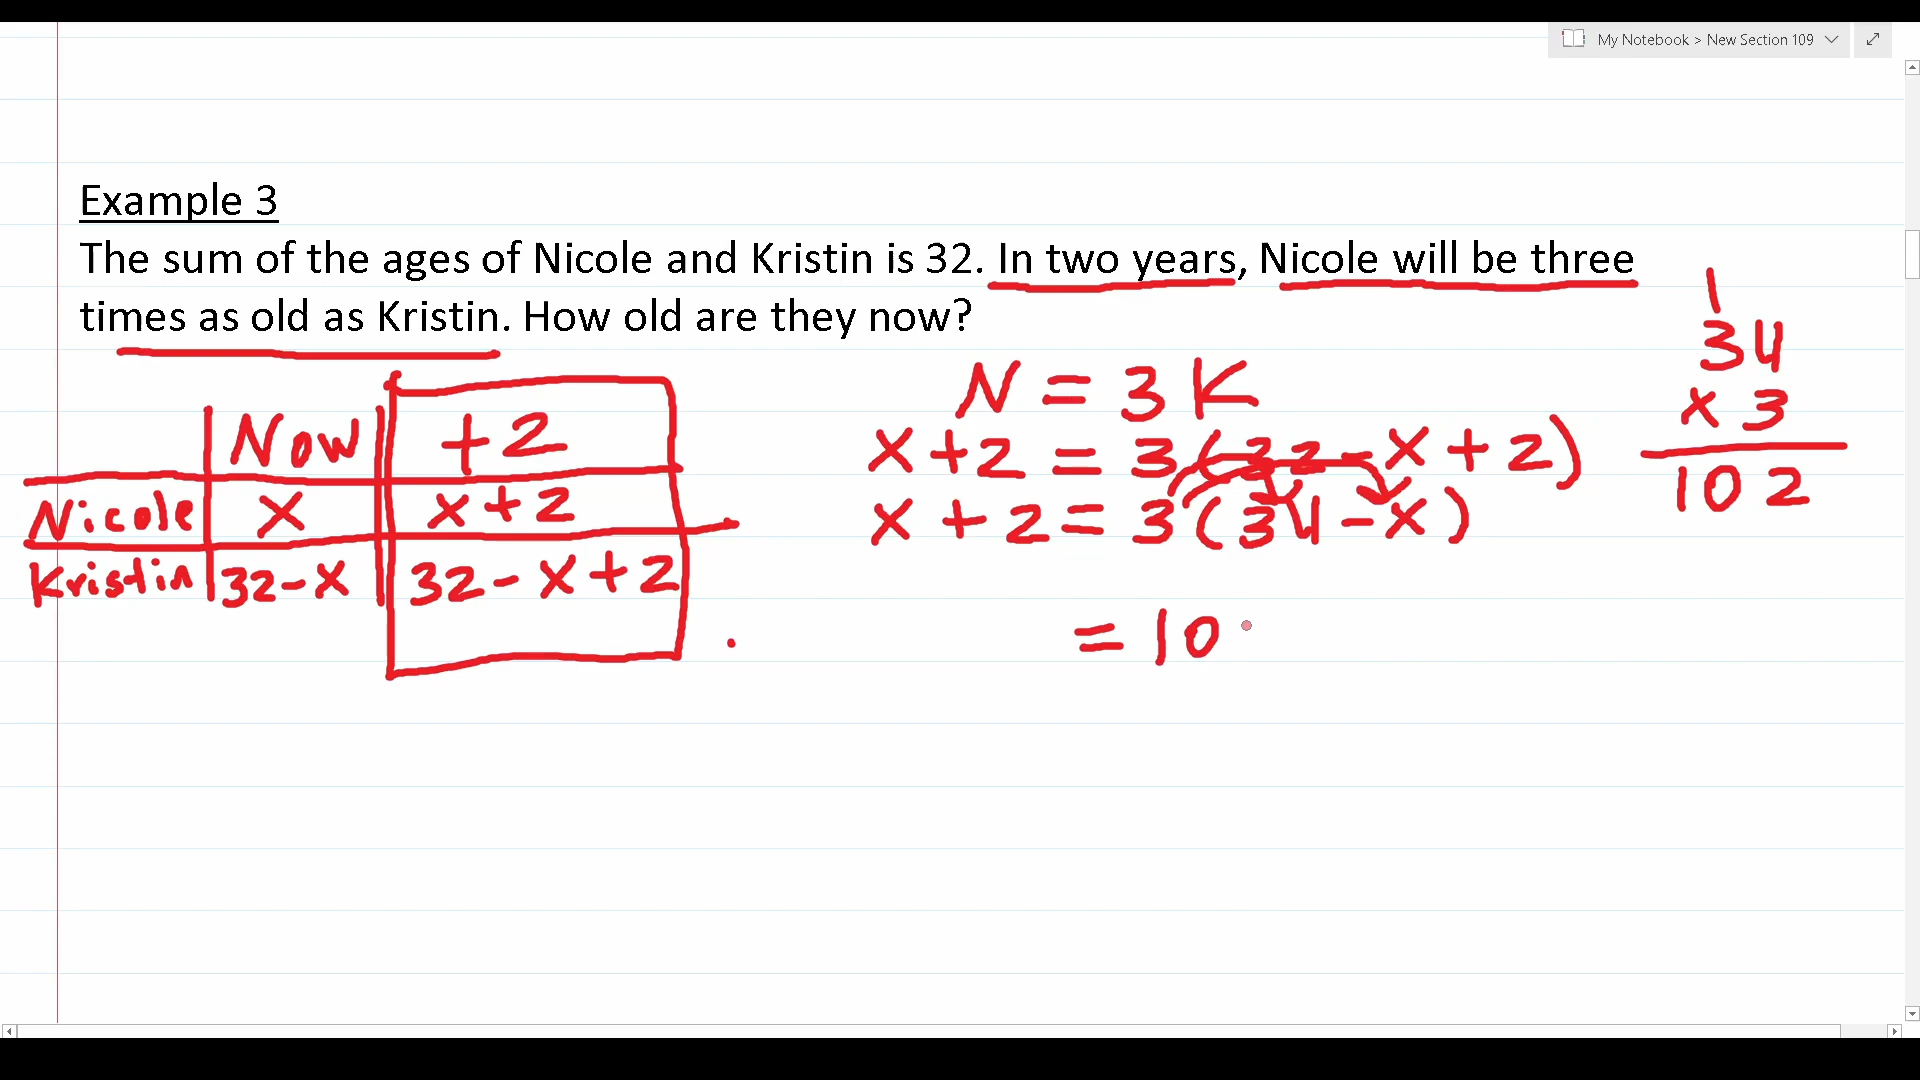 My Notebook > New Section 109
Example 3
The sum of the ages of Nicole and Kristin is 32. In two years, Nicole will be three
times as old as Kristin. How old are they now?
Now +2
Nicole x x+2
Kristin 32-x 32-x+2
N = 3K
x+2 = 3(32-x+2)
x+2 = 3(34-x)
= 10
1
34
x 3
102